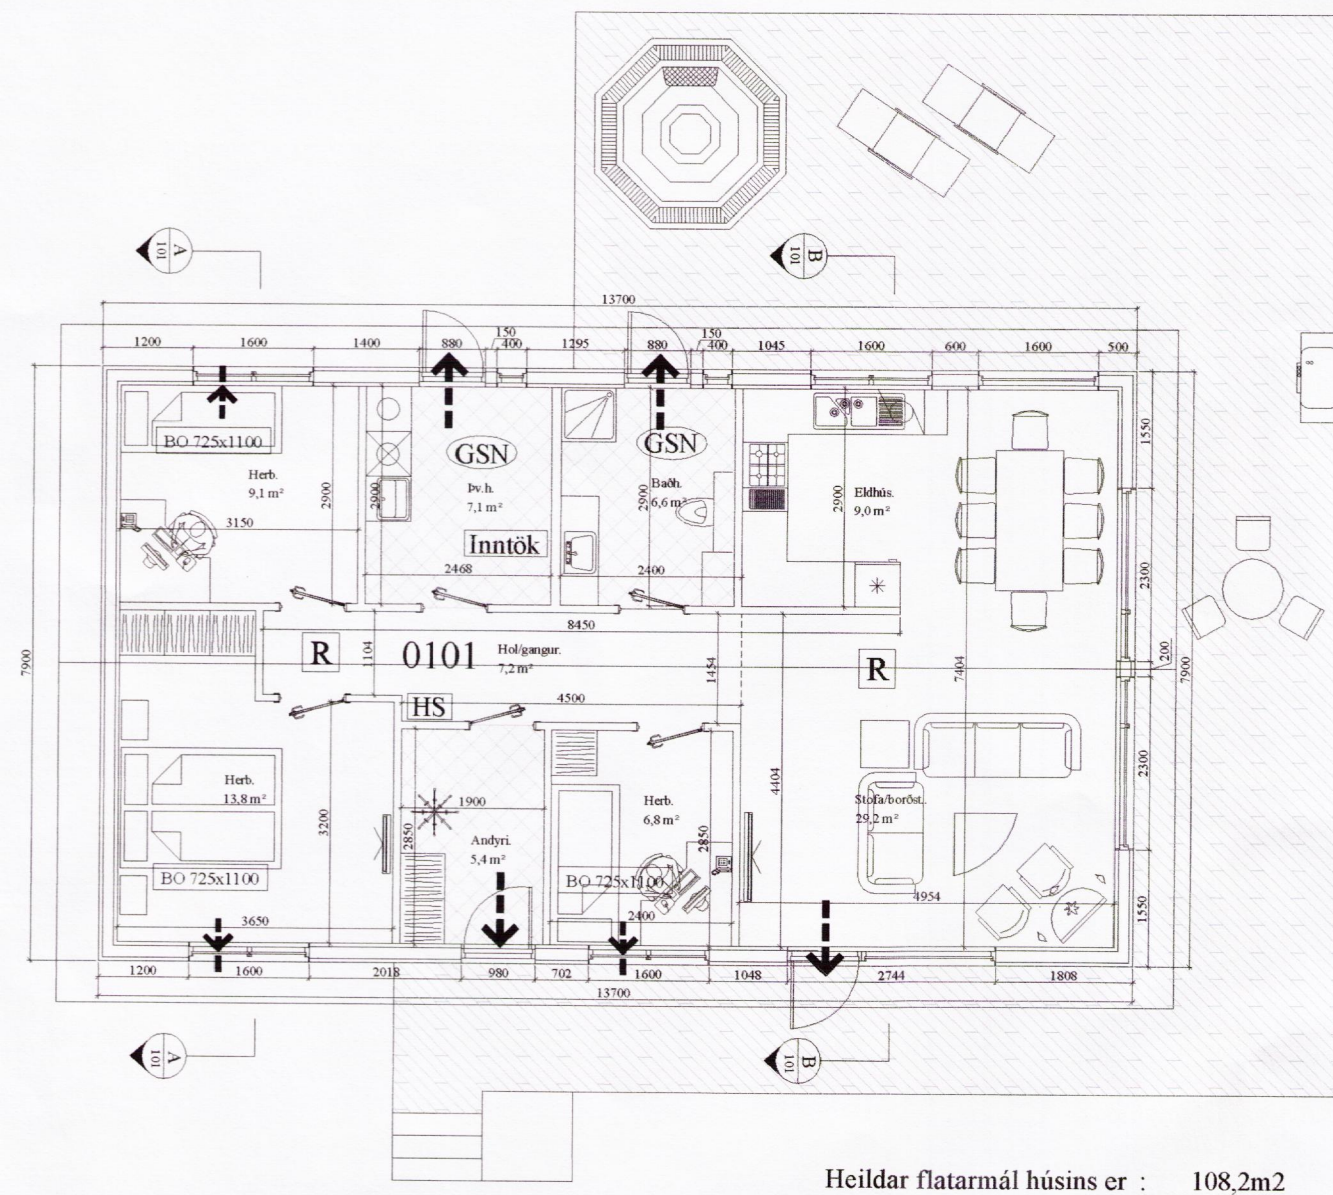 A
101
B
101
13700
1200
1600
1400
880
150
400
1295
880
150
400
1045
1600
600
1600
500
BO 725x1100
Herb.
9,1 m²
3150
2900
2900
GSN
Þv.h.
7,1 m²
Inntök
2468
GSN
Baðh.
6,6 m²
2900
2400
2900
Eldhús.
9,0 m²
1550
2300
200
2300
1550
7900
7900
8450
R
1104
0101
Hol/gangur.
7,2 m²
1454
R
7404
HS
4500
Herb.
13,8 m²
3200
BO 725x1100
3650
1900
2850
Andyri.
5,4 m²
Herb.
6,8 m²
2850
BO 725x1100
2400
4404
Stofa/borðst..
29,2 m²
4954
1200
1600
2018
980
702
1600
1048
2744
1808
13700
A
101
B
101
Heildar flatarmál húsins er : 108,2m2